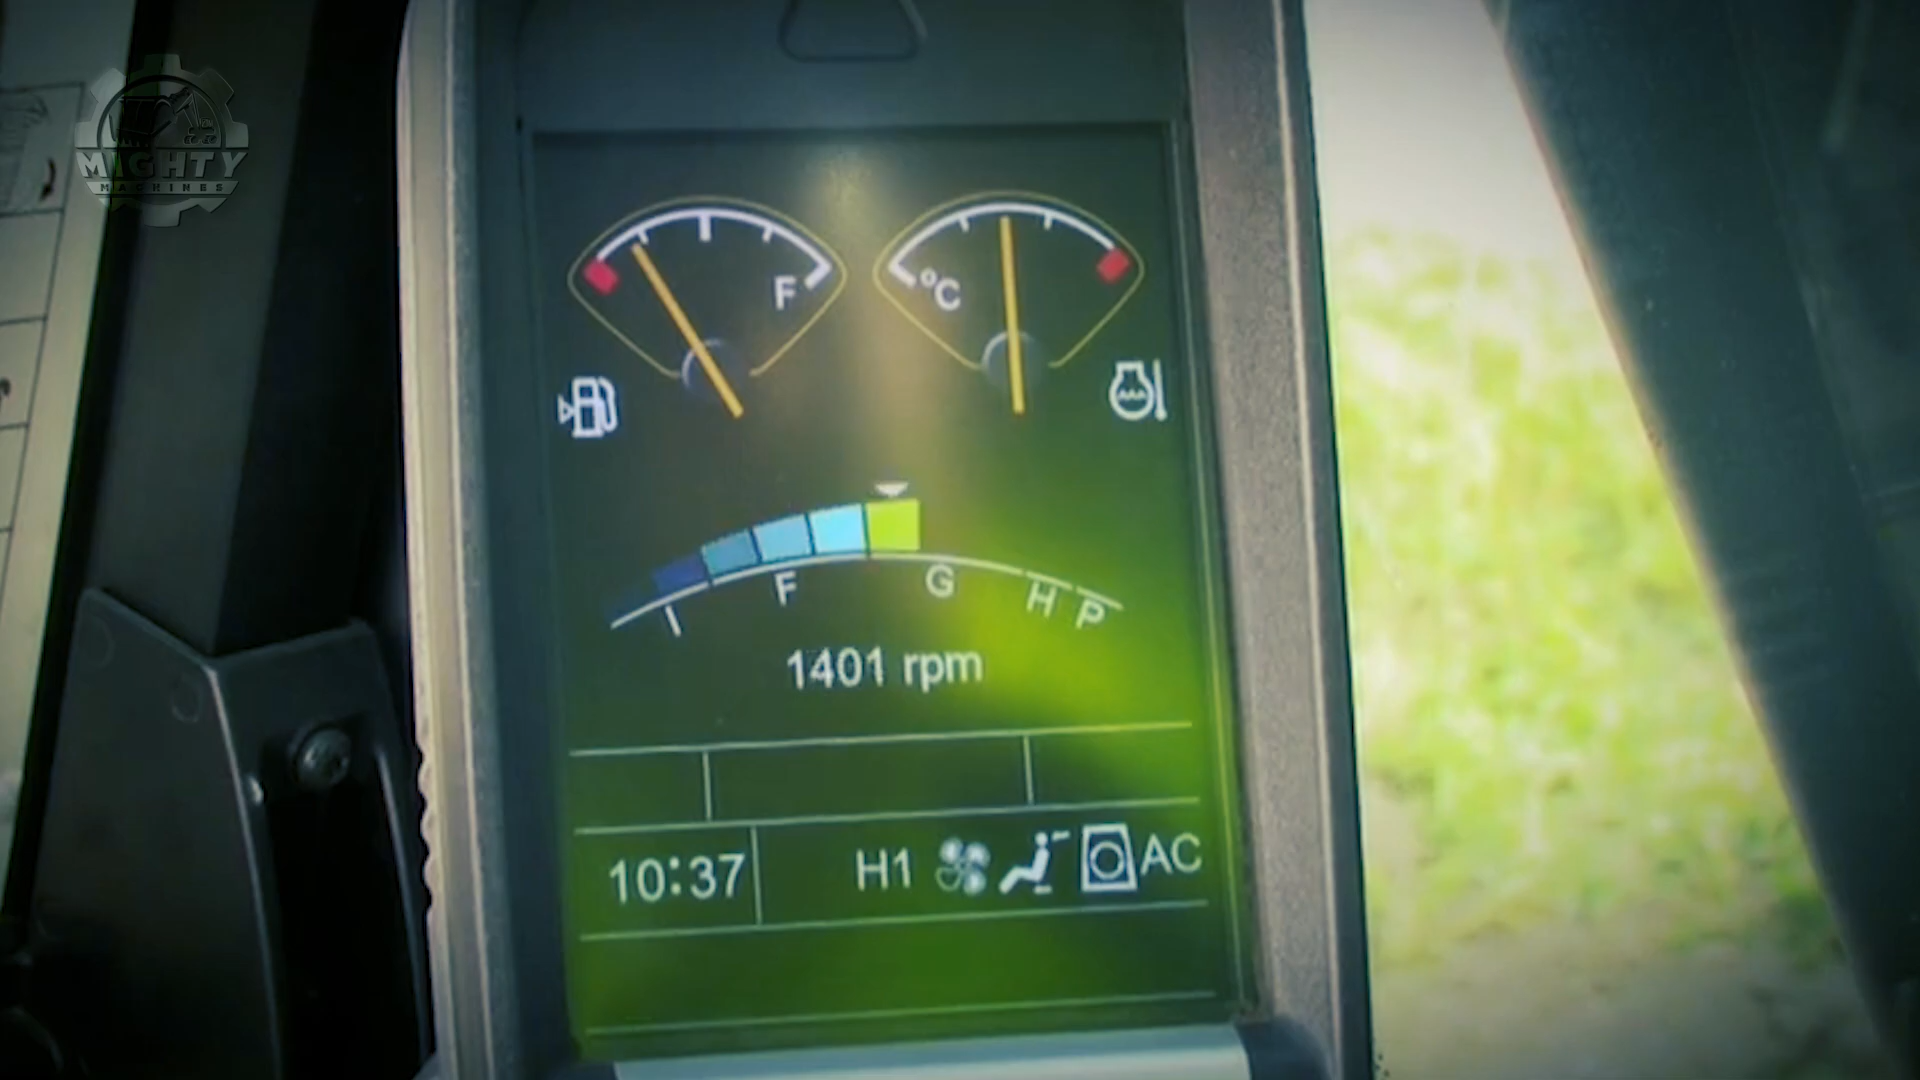 MIGHTY
MACHINES
F
°C
I F G H P
1401 rpm
10:37 H1 AC